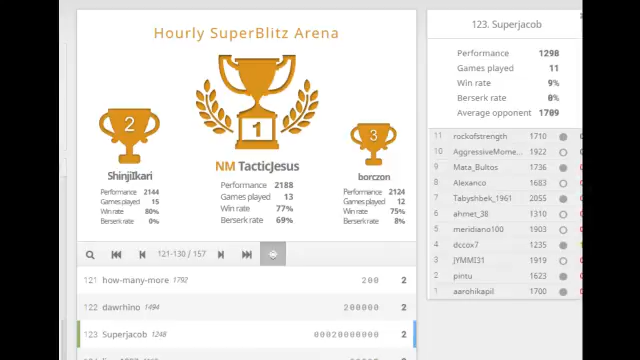 Hourly SuperBlitz Arena
2
1
3
ShinjiIkari
Performance 2144
Games played 15
Win rate 80%
Berserk rate 0%
NM TacticJesus
Performance 2188
Games played 13
Win rate 77%
Berserk rate 69%
borczon
Performance 2124
Games played 12
Win rate 75%
Berserk rate 8%
121-130 / 157
121 how-many-more 1792 200 2
122 dawrhino 1494 200000 2
123 Superjacob 1248 00020000000 2
123. Superjacob
Performance 1298
Games played 11
Win rate 9%
Berserk rate 0%
Average opponent 1709
11 rockofstrength 1710
10 AggressiveMome... 1922
9 Mata_Bultos 1736
8 Alexanco 1683
7 Tabyshbek_1961 2055
6 ahmet_38 1310
5 meridiano100 1903
4 dccox7 1235
3 JYMMI31 1919
2 pintu 1623
1 aarohikapil 1700